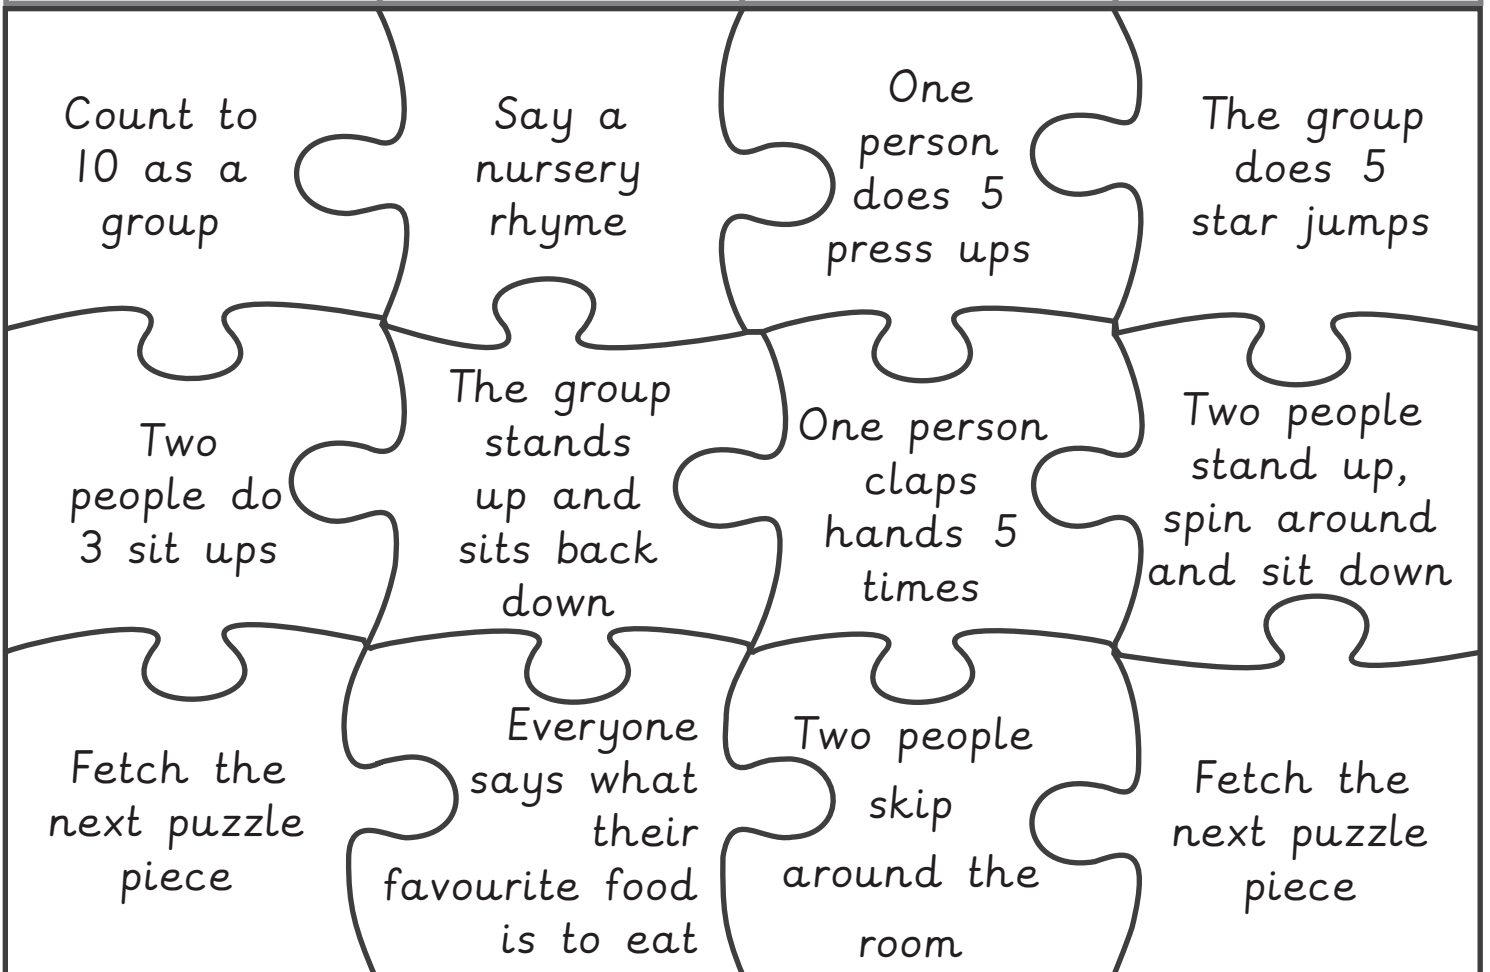 Count to
10 as a
group
Say a
nursery
rhyme
One
person
does 5
press ups
The group
does 5
star jumps
Two
people do
3 sit ups
The group
stands
up and
sits back
down
One person
claps
hands 5
times
Two people
stand up,
spin around
and sit down
Fetch the
next puzzle
piece
Everyone
says what
their
favourite food
is to eat
Two people
skip
around the
room
Fetch the
next puzzle
piece